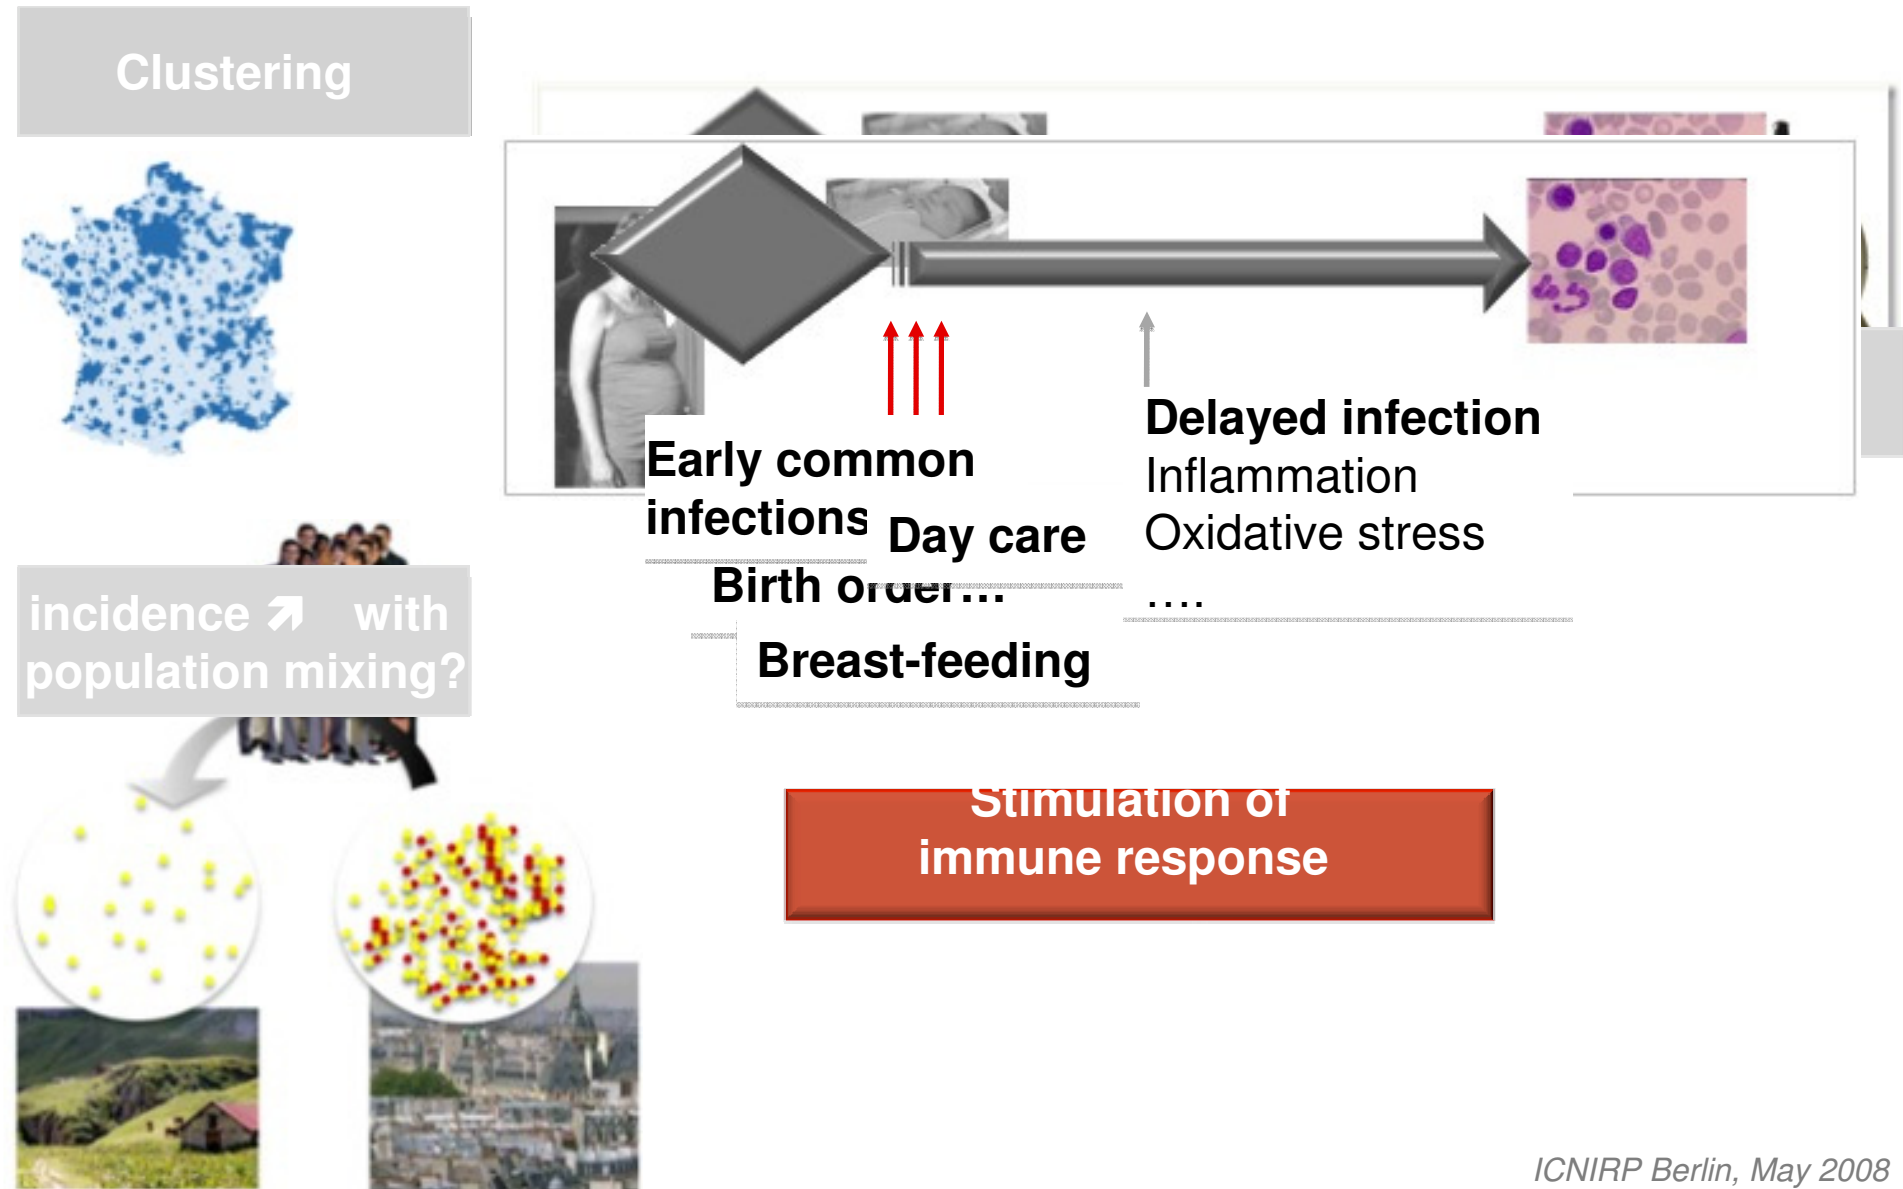 Clustering
incidence ↗ with
population mixing?
Early common
infections
Day care
Birth order…
Breast-feeding
Delayed infection
Inflammation
Oxidative stress
….
Stimulation of
immune response
ICNIRP Berlin, May 2008